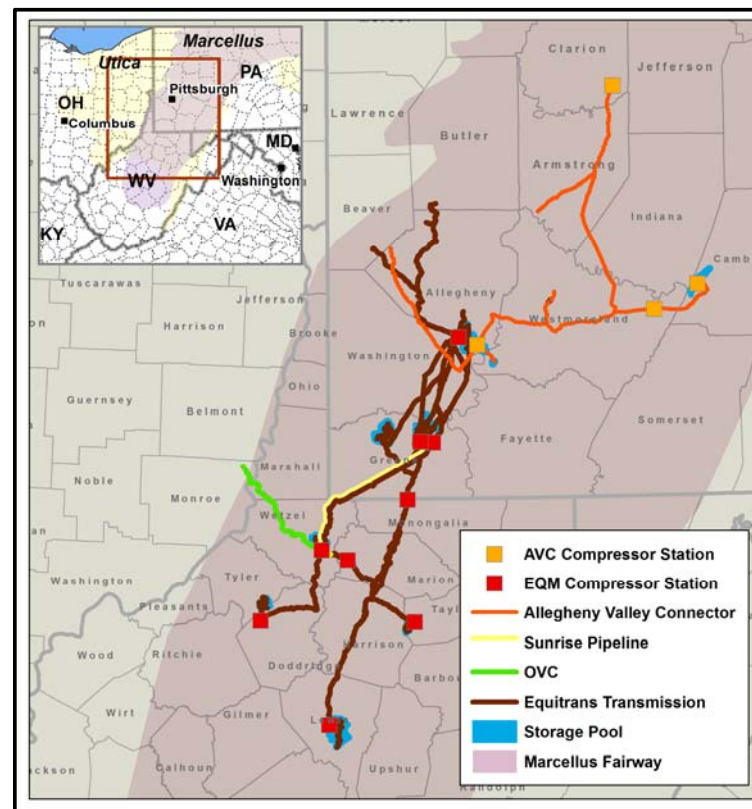 Marcellus
Utica
PA
Pittsburgh
OH
Columbus
MD
Washington
WV
KY
VA
Clarion
Jefferson
Lawrence
Butler
Armstrong
Beaver
Indiana
Tuscarawas
Jefferson
Allegheny
Westmoreland
Harrison
Brooke
Washington
Ohio
Guernsey
Belmont
Somerset
Fayette
Marshall
Noble
Monroe
Wetzel
Monongalia
Washington
Tyler
Marion
Pleasants
Wood
Ritchie
Harrison
Doddridge
Wirt
Gilmer
Calhoun
Upshur
Randolph
AVC Compressor Station
EQM Compressor Station
Allegheny Valley Connector
Sunrise Pipeline
OVC
Equitrans Transmission
Storage Pool
Marcellus Fairway